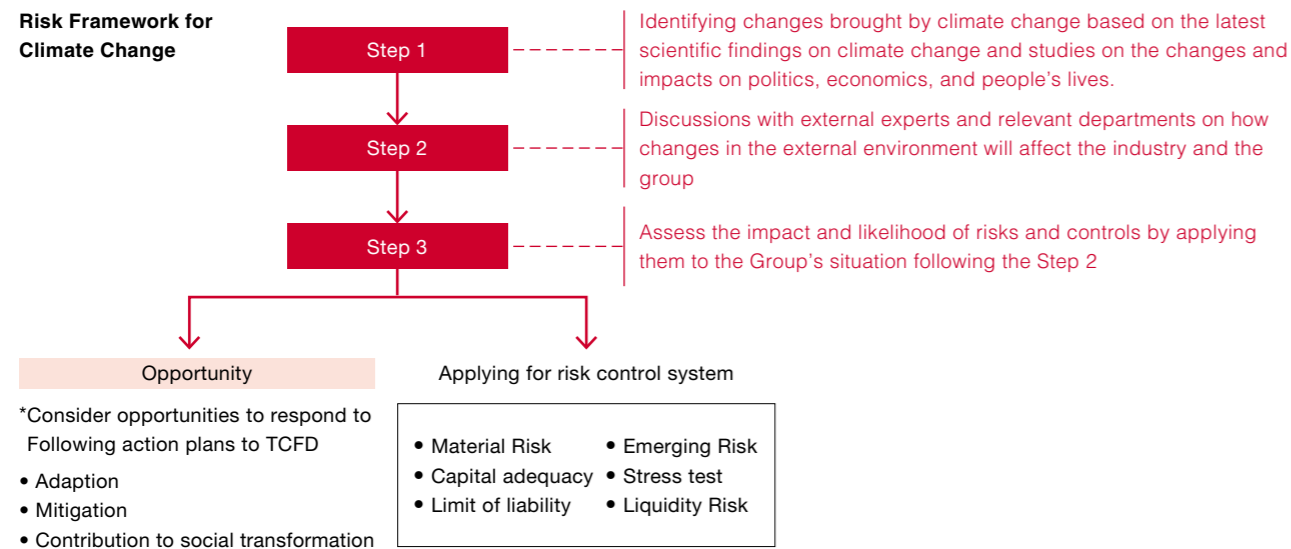 Risk Framework for
Climate Change
Step 1
Identifying changes brought by climate change based on the latest
scientific findings on climate change and studies on the changes and
impacts on politics, economics, and people's lives.
Step 2
Discussions with external experts and relevant departments on how
changes in the external environment will affect the industry and the
group
Step 3
Assess the impact and likelihood of risks and controls by applying
them to the Group's situation following the Step 2
Opportunity
*Consider opportunities to respond to
Following action plans to TCFD
• Adaption
• Mitigation
• Contribution to social transformation
Applying for risk control system
• Material Risk
• Capital adequacy
• Limit of liability
• Emerging Risk
• Stress test
• Liquidity Risk